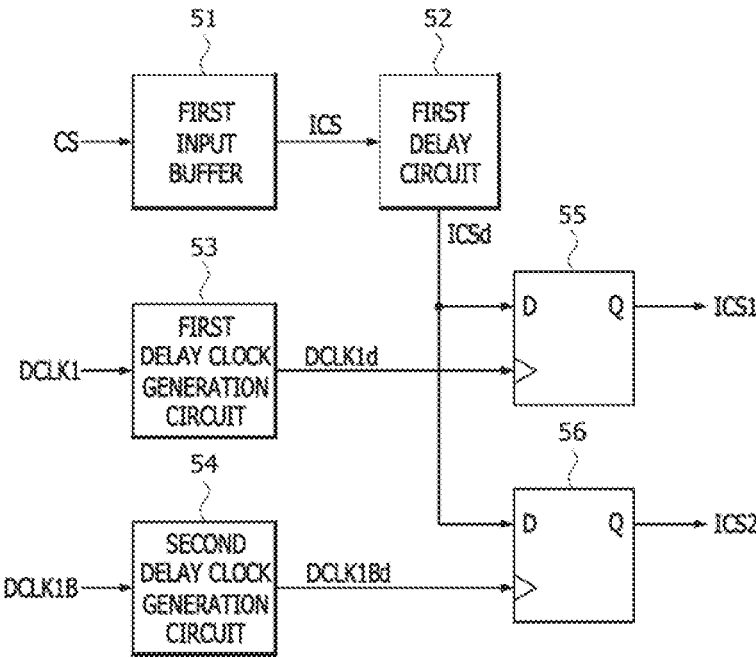 51
52
CS
FIRST
INPUT
BUFFER
ICS
FIRST
DELAY
CIRCUIT
ICSd
53
55
DCLK1
FIRST
DELAY CLOCK
GENERATION
CIRCUIT
DCLK1d
D
Q
ICS1
54
56
DCLK1B
SECOND
DELAY CLOCK
GENERATION
CIRCUIT
DCLK1Bd
D
Q
ICS2